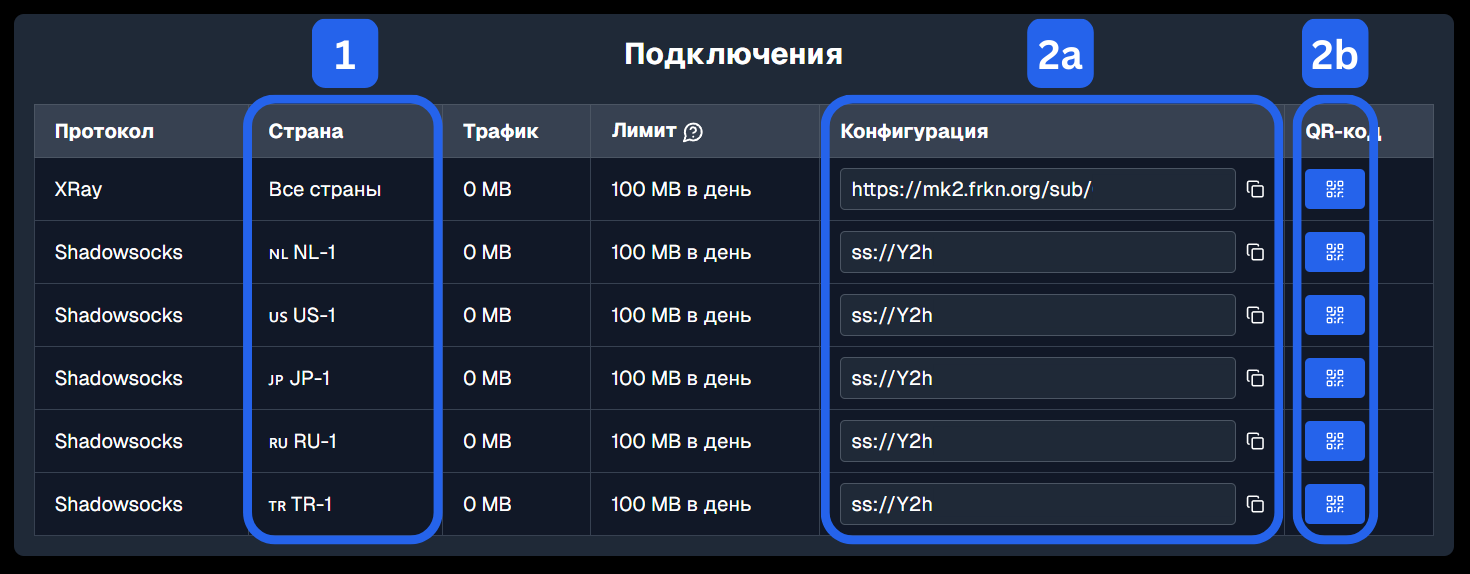 1
Подключения
2a
2b
Протокол Страна Трафик Лимит Конфигурация QR-код
XRay Все страны 0 MB 100 MB в день https://mk2.frkn.org/sub/
Shadowsocks NL NL-1 0 MB 100 MB в день ss://Y2h
Shadowsocks US US-1 0 MB 100 MB в день ss://Y2h
Shadowsocks JP JP-1 0 MB 100 MB в день ss://Y2h
Shadowsocks RU RU-1 0 MB 100 MB в день ss://Y2h
Shadowsocks TR TR-1 0 MB 100 MB в день ss://Y2h